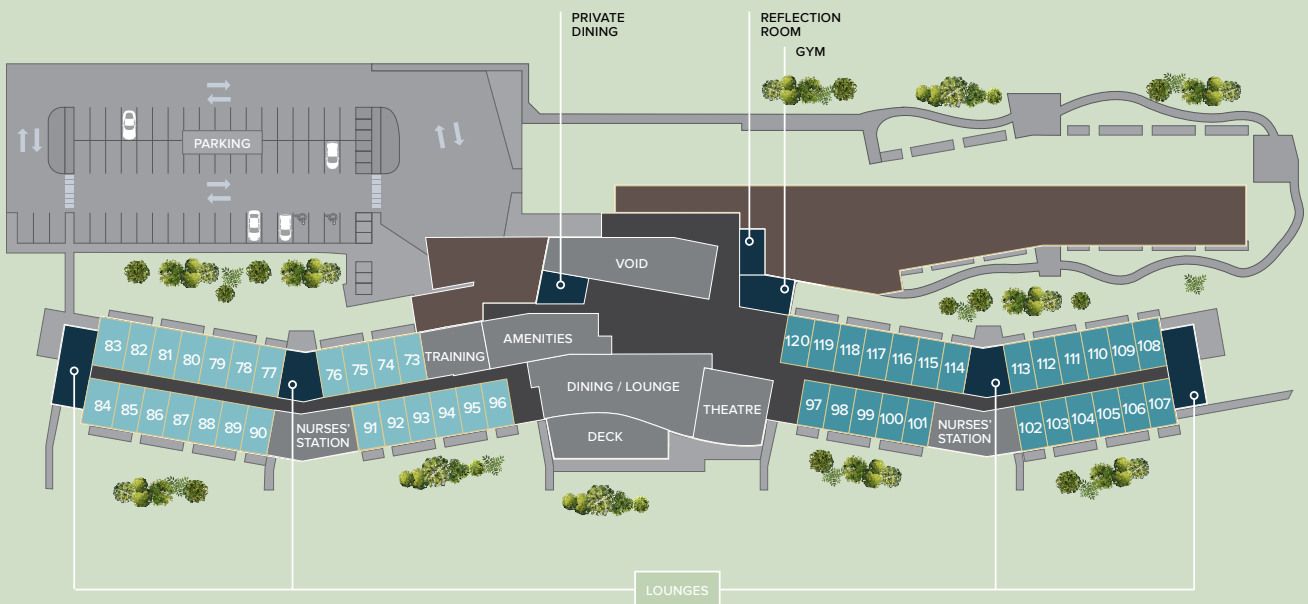 PRIVATE
DINING
REFLECTION
ROOM
GYM
PARKING
VOID
AMENITIES
TRAINING
DINING / LOUNGE
THEATRE
DECK
83 82 81 80 79 78 77
76 75 74 73
84 85 86 87 88 89 90
NURSES'
STATION
91 92 93 94 95 96
120 119 118 117 116 115 114
113 112 111 110 109 108
97 98 99 100 101
NURSES'
STATION
102 103 104 105 106 107
LOUNGES